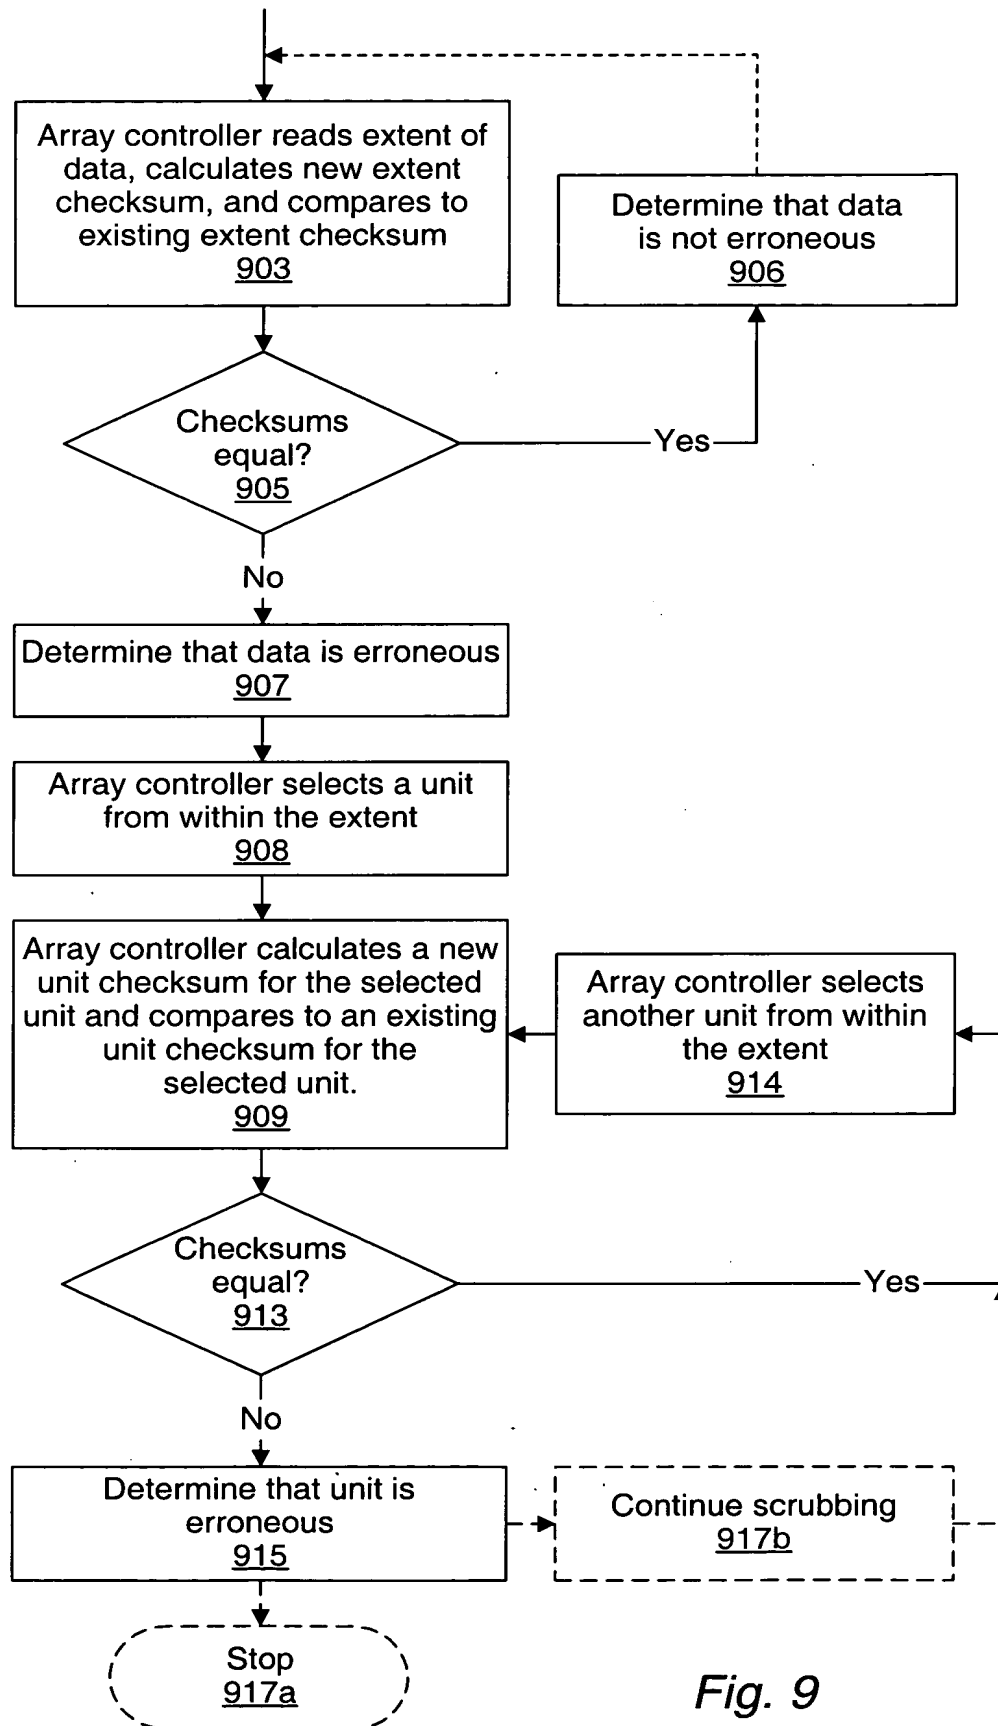 Array controller reads extent of
data, calculates new extent
checksum, and compares to
existing extent checksum
903
Determine that data
is not erroneous
906
Checksums
equal?
905
Yes
No
Determine that data is erroneous
907
Array controller selects a unit
from within the extent
908
Array controller calculates a new
unit checksum for the selected
unit and compares to an existing
unit checksum for the
selected unit.
909
Array controller selects
another unit from within
the extent
914
Checksums
equal?
913
Yes
No
Determine that unit is
erroneous
915
Continue scrubbing
917b
Stop
917a
Fig. 9